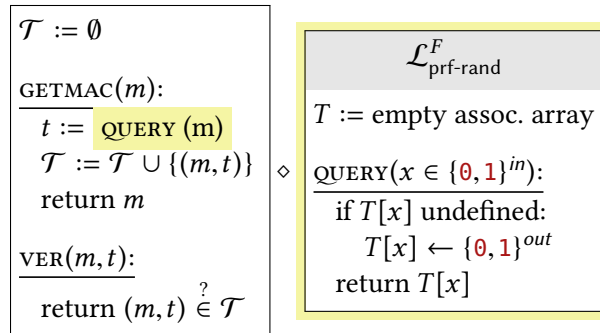 𝒯 := ∅
GETMAC(m):
t := QUERY (m)
𝒯 := 𝒯 ∪ {(m, t)}
return m
VER(m, t):
return (m, t) ?∈ 𝒯
⋄
ℒ^F_prf-rand
T := empty assoc. array
QUERY(x ∈ {0, 1}^in):
if T[x] undefined:
T[x] ← {0, 1}^out
return T[x]